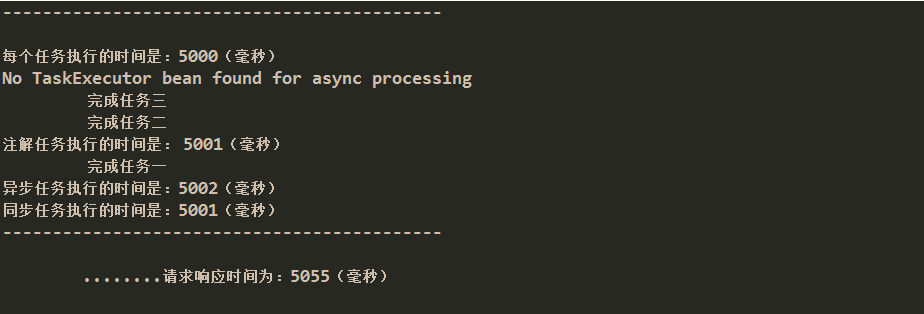 --------------------------------------------
每个任务执行的时间是：5000（毫秒）
No TaskExecutor bean found for async processing
完成任务三
完成任务二
注解任务执行的时间是： 5001（毫秒）
完成任务一
异步任务执行的时间是：5002（毫秒）
同步任务执行的时间是：5001（毫秒）
--------------------------------------------
........请求响应时间为：5055（毫秒）